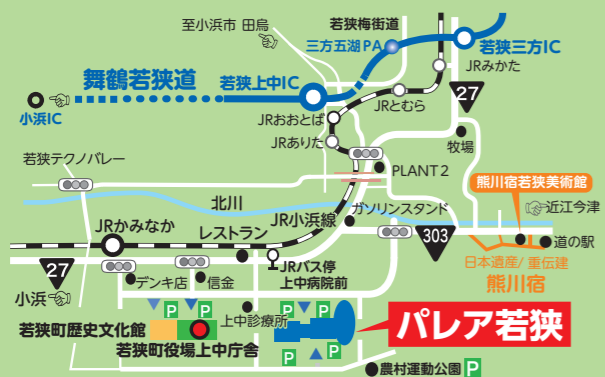 至小浜市 田烏
若狭梅街道
三方五湖PA
若狭三方IC
JRみかた
舞鶴若狭道
若狭上中IC
小浜IC
JRおおとば
JRとむら
27
JRありた
牧場
若狭テクノバレー
PLANT2
熊川宿若狭美術館
北川
ガソリンスタンド
近江今津
JRかみなか
レストラン
JR小浜線
303
道の駅
27
JRバス停
上中病院前
日本遺産/重伝建
熊川宿
小浜
デンキ店
信金
P
P
P
P
若狭町歴史文化館
上中診療所
パレア若狭
若狭町役場上中庁舎
P
P
P
農村運動公園 P